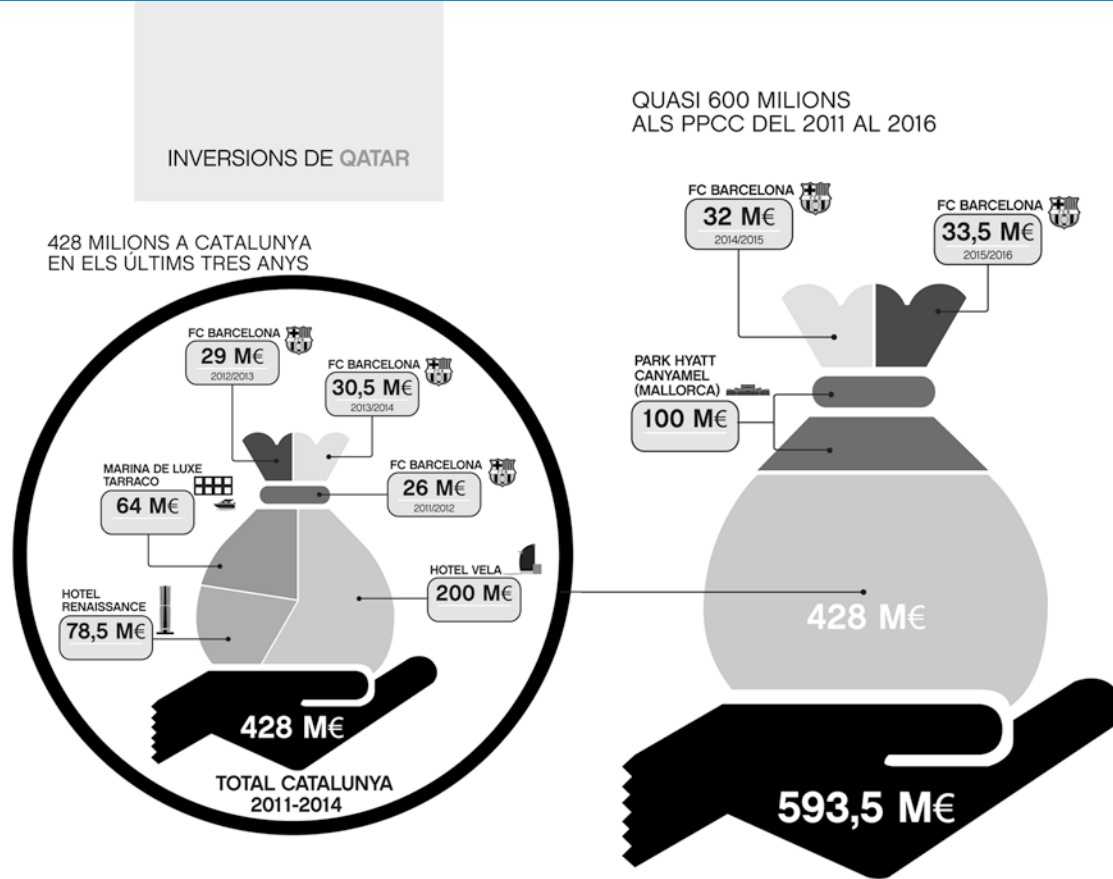 INVERSIONS DE QATAR
428 MILIONS A CATALUNYA
EN ELS ÚLTIMS TRES ANYS
FC BARCELONA
29 M€
2012/2013
FC BARCELONA
30,5 M€
2013/2014
MARINA DE LUXE
TARRACO
64 M€
FC BARCELONA
26 M€
2011/2012
HOTEL VELA
200 M€
HOTEL
RENAISSANCE
78,5 M€
428 M€
TOTAL CATALUNYA
2011-2014
QUASI 600 MILIONS
ALS PPCC DEL 2011 AL 2016
FC BARCELONA
32 M€
2014/2015
FC BARCELONA
33,5 M€
2015/2016
PARK HYATT
CANYAMEL
(MALLORCA)
100 M€
428 M€
593,5 M€